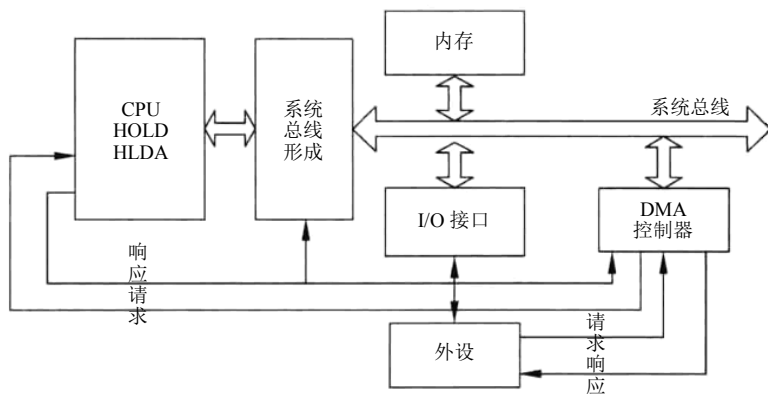 CPU
HOLD
HLDA
系统
总线
形成
内存
系统总线
I/O 接口
DMA
控制器
响
应
请
求
外设
请
求
响
应